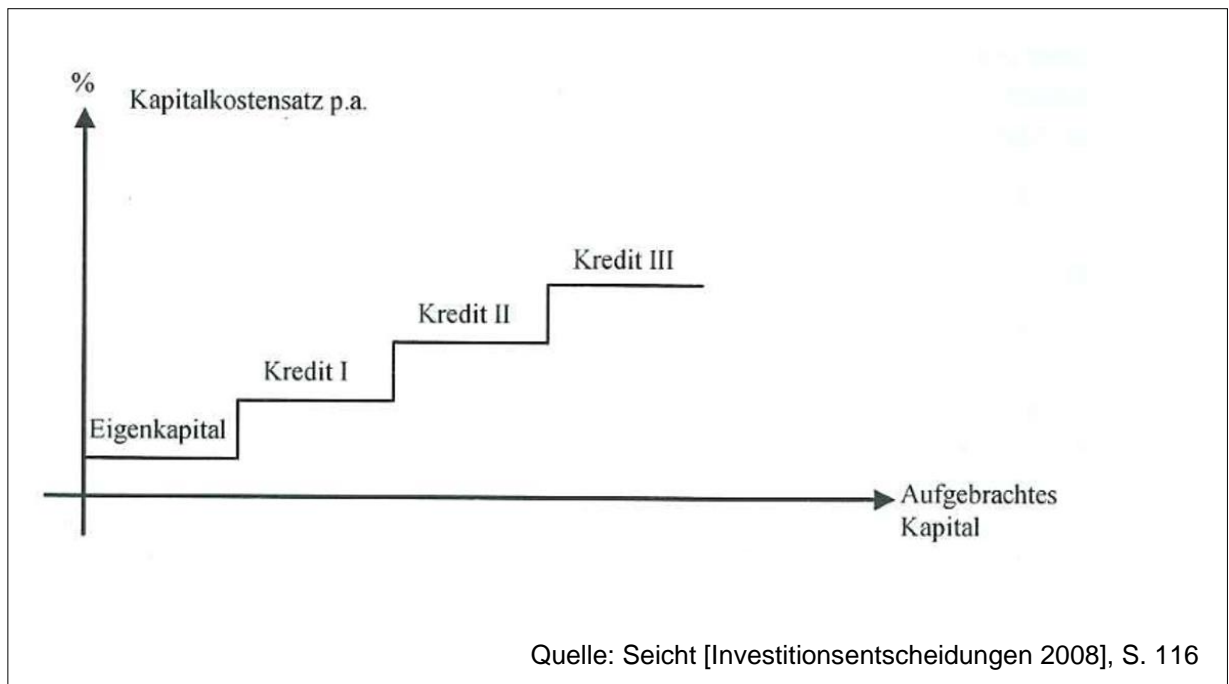 %
Kapitalkostensatz p.a.
Kredit III
Kredit II
Kredit I
Eigenkapital
Aufgebrachtes
Kapital
Quelle: Seicht [Investitionsentscheidungen 2008], S. 116